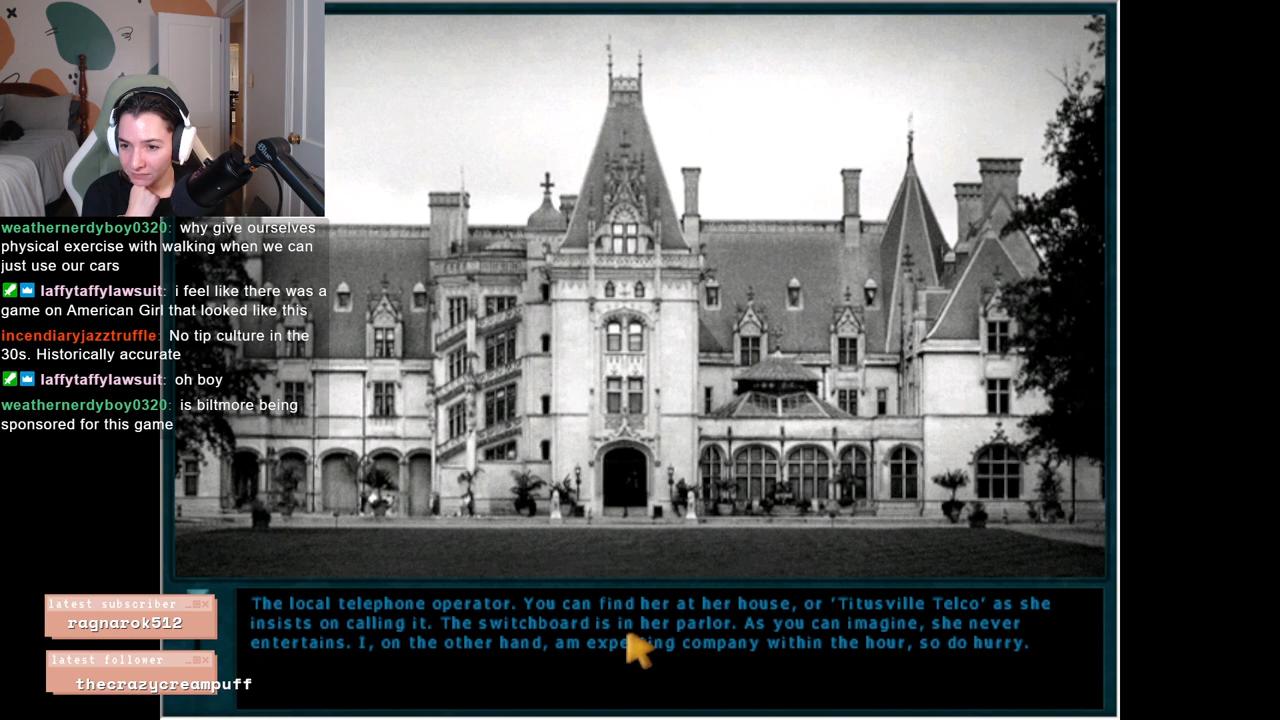 weathernerdyboy0320: why give ourselves
physical exercise with walking when we can
just use our cars
laffytaffylawsuit: i feel like there was a
game on American Girl that looked like this
incendiaryjazztruffle: No tip culture in the
30s. Historically accurate
laffytaffylawsuit: oh boy
weathernerdyboy0320: is biltmore being
sponsored for this game
The local telephone operator. You can find her at her house, or 'Titusville Telco' as she
insists on calling it. The switchboard is in her parlor. As you can imagine, she never
entertains. I, on the other hand, am expecting company within the hour, so do hurry.
latest subscriber
ragnarok512
latest follower
thecrazycreampuff